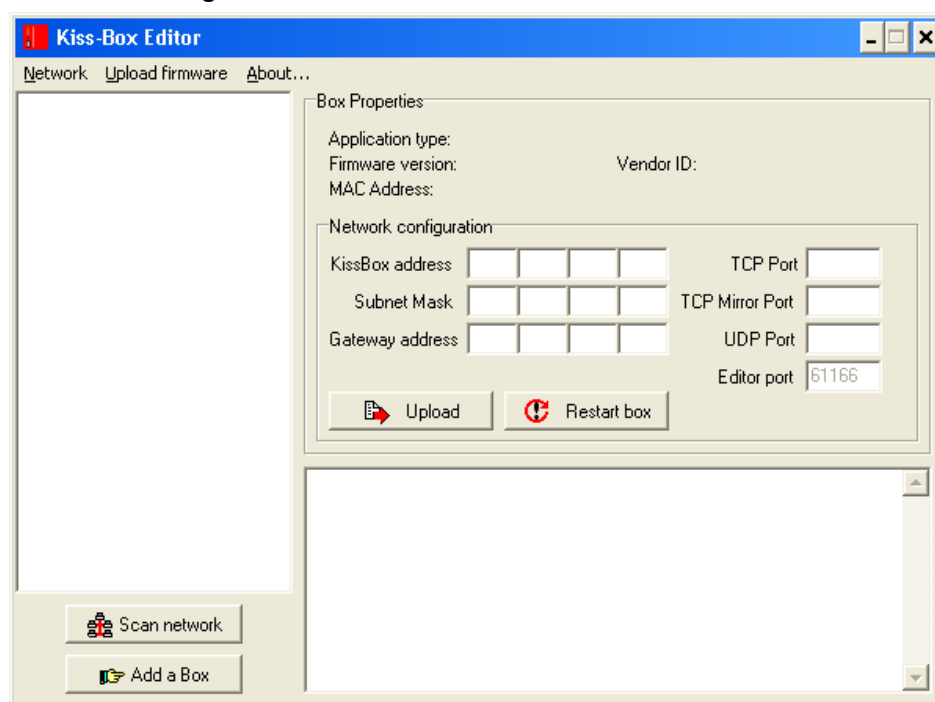 Kiss-Box Editor
Network Upload firmware About...
Box Properties
Application type:
Firmware version: Vendor ID:
MAC Address:
Network configuration
KissBox address TCP Port
Subnet Mask TCP Mirror Port
Gateway address UDP Port
Editor port 61166
Upload Restart box
Scan network
Add a Box